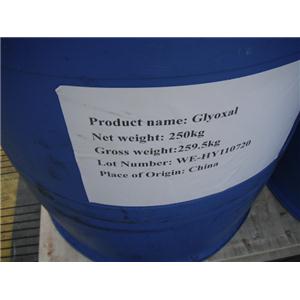 Product name: Glyoxal
Net weight: 250kg
Gross weight:259.5kg
Lot Number: WE-HY110720
Place of Origin: China